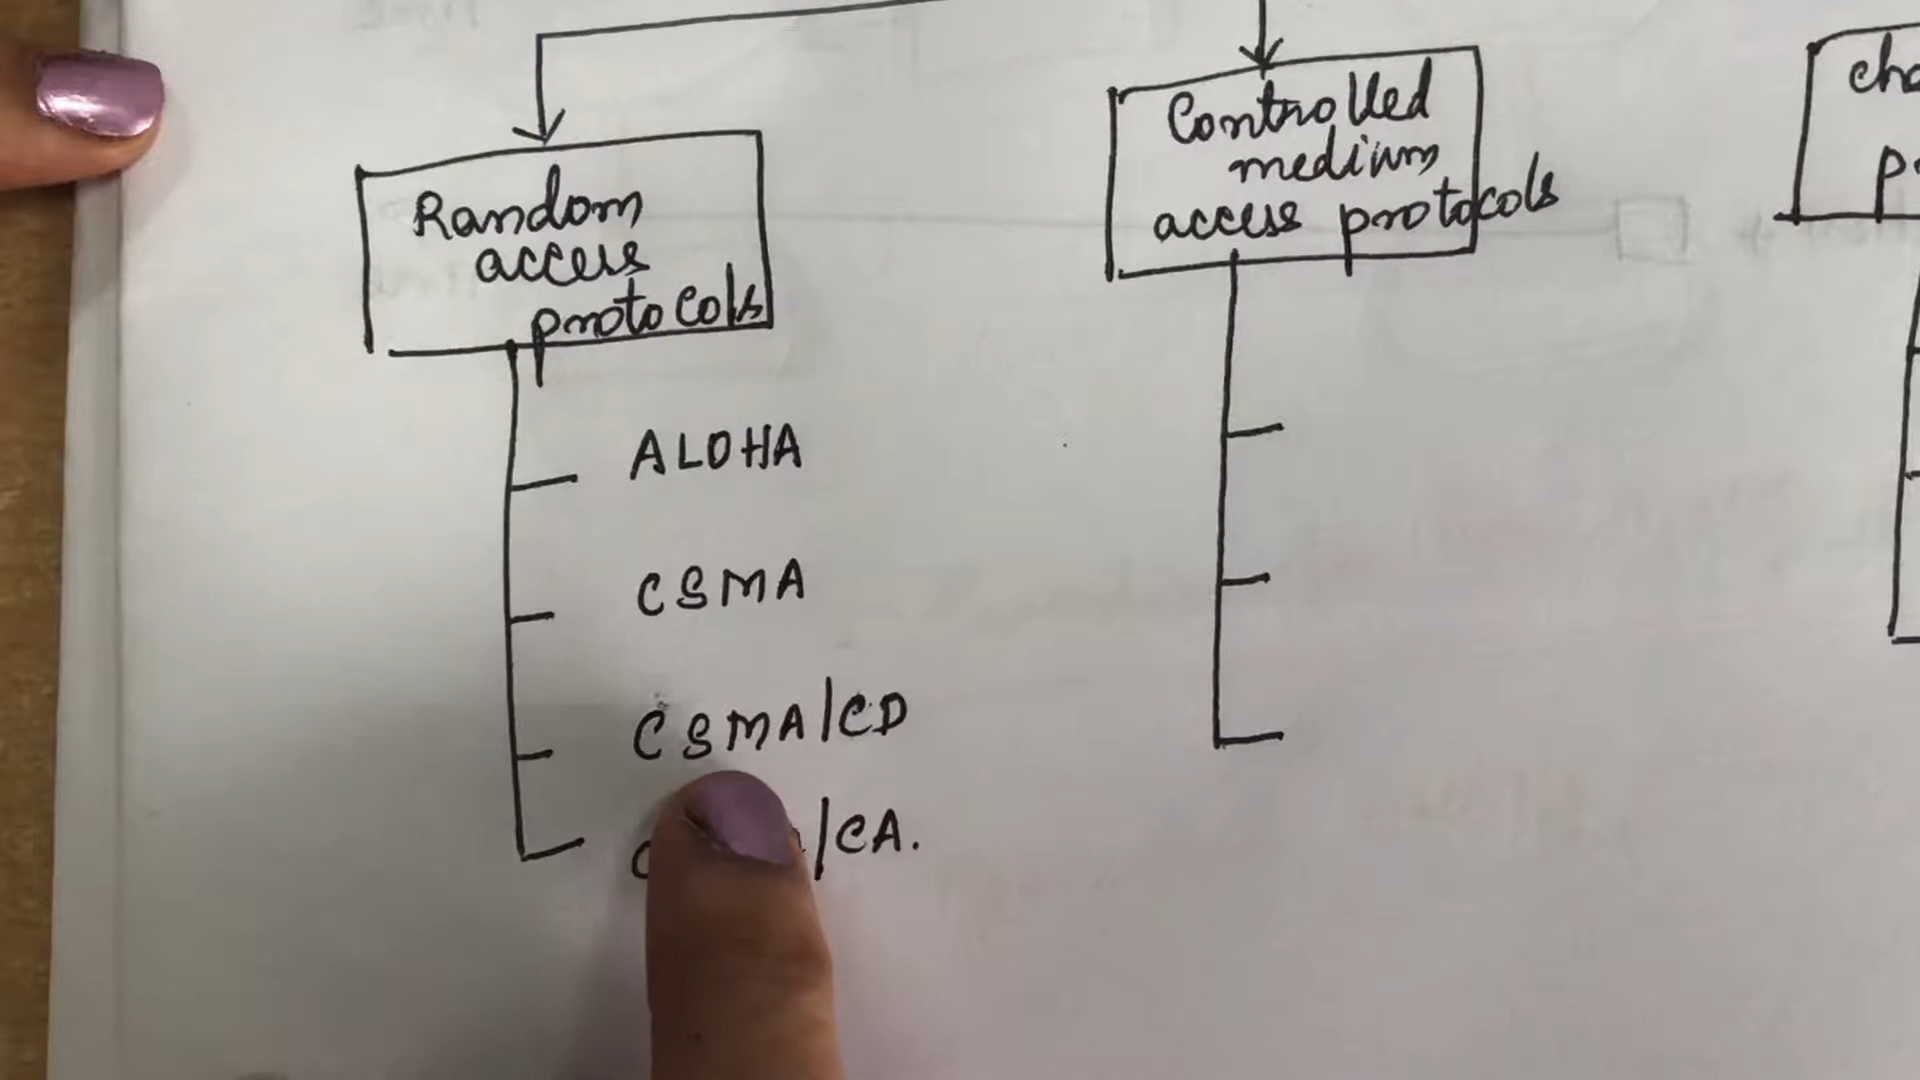 Random
access
protocols
ALOHA
CSMA
CSMA/CD
/CA.
Controlled
medium
access protocols